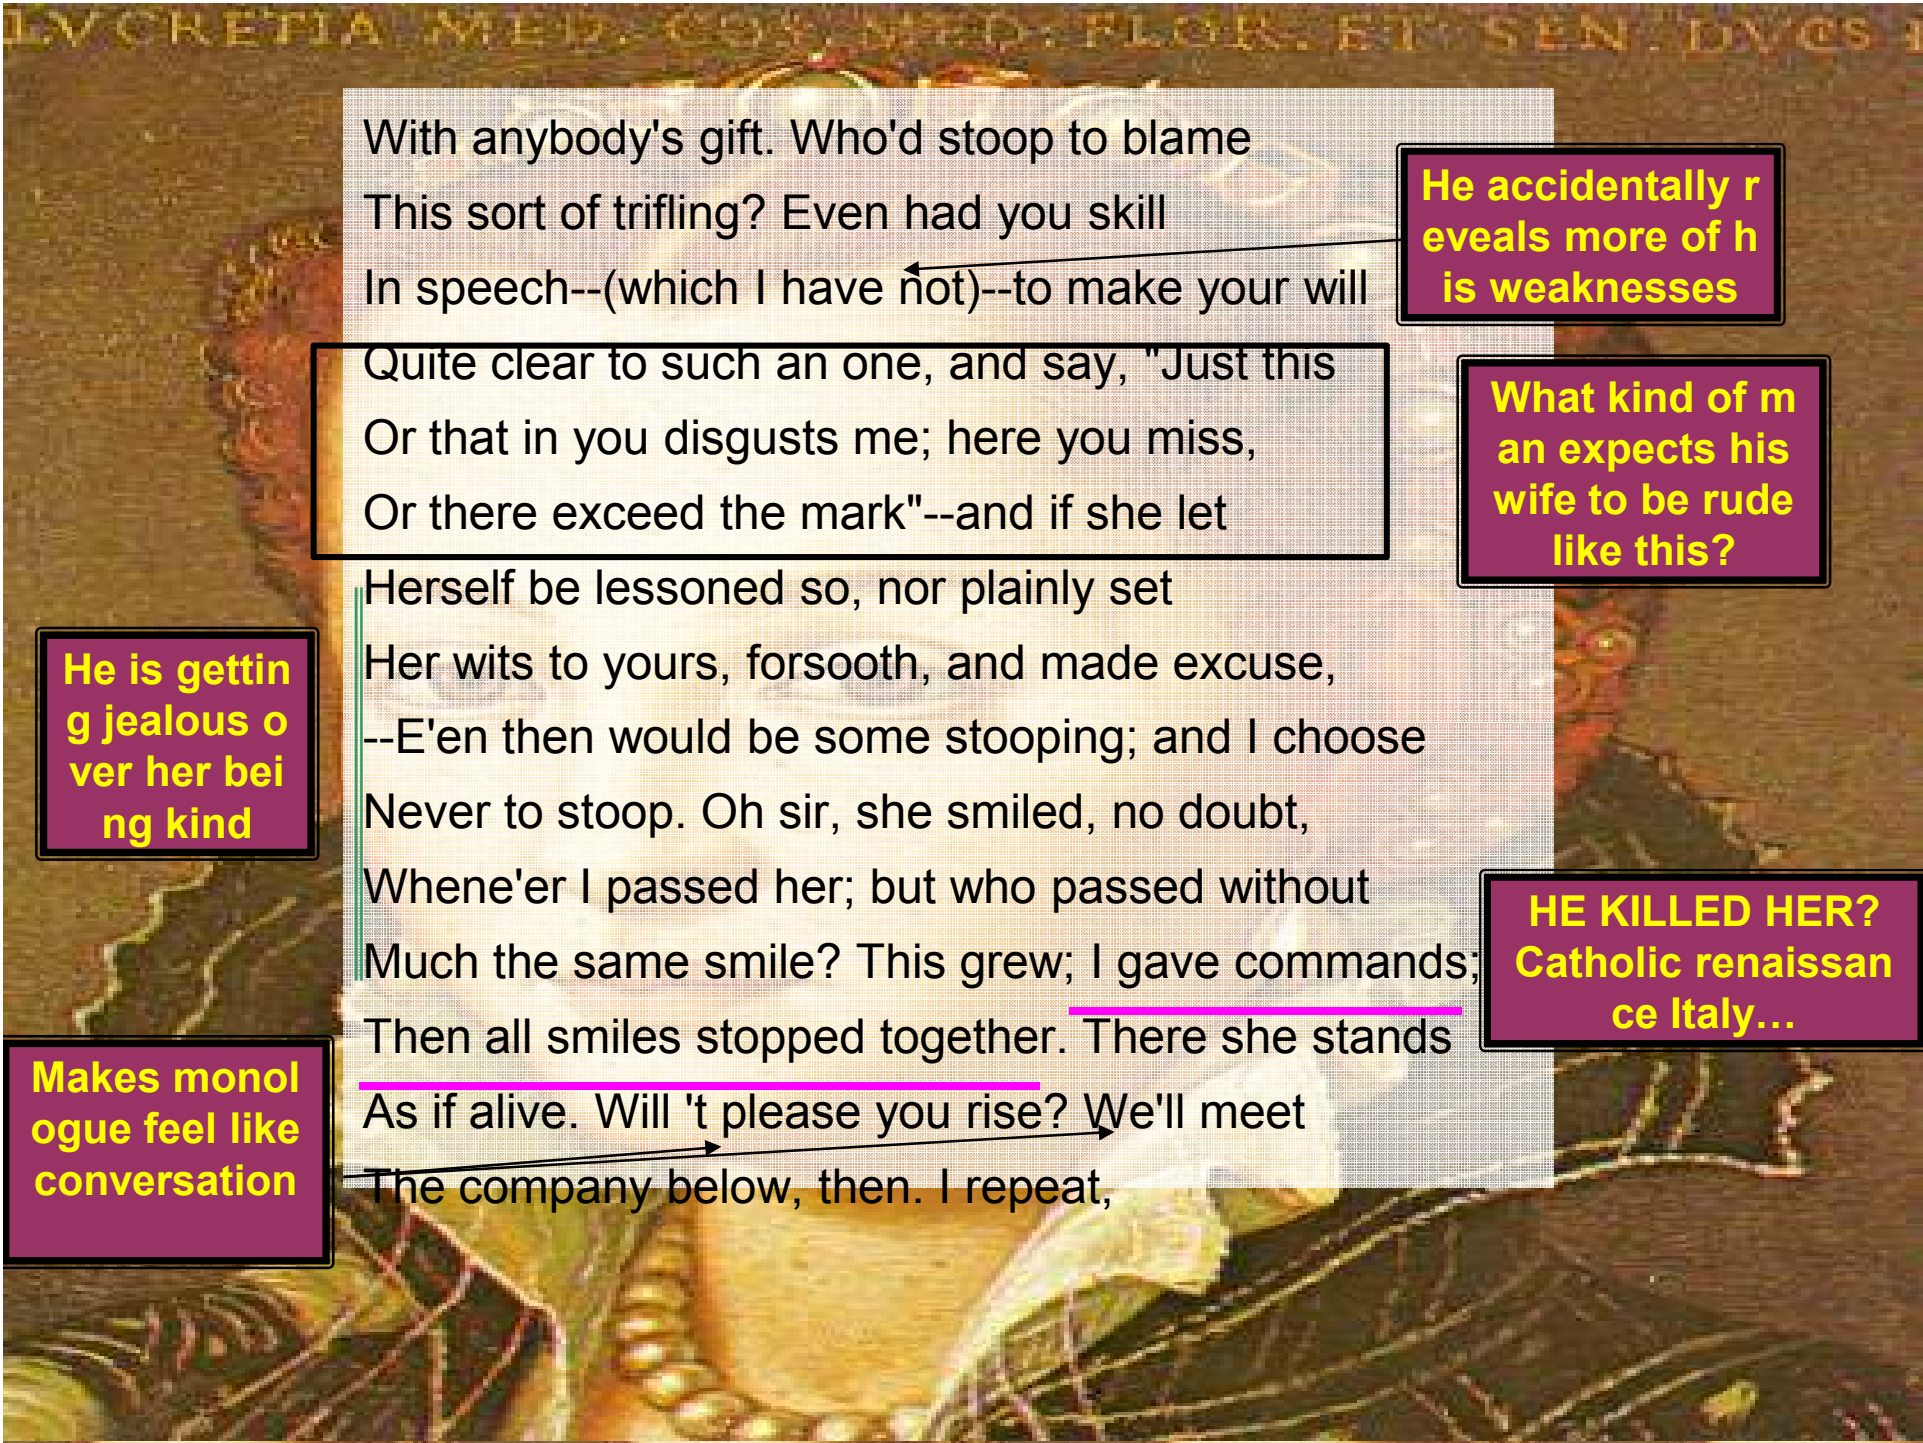 LVCRETIA MED. COS. MED. FLOR. ET SEN. DVCS
With anybody's gift. Who'd stoop to blame
This sort of trifling? Even had you skill
In speech--(which I have not)--to make your will
Quite clear to such an one, and say, "Just this
Or that in you disgusts me; here you miss,
Or there exceed the mark"--and if she let
Herself be lessoned so, nor plainly set
Her wits to yours, forsooth, and made excuse,
--E'en then would be some stooping; and I choose
Never to stoop. Oh sir, she smiled, no doubt,
Whene'er I passed her; but who passed without
Much the same smile? This grew; I gave commands;
Then all smiles stopped together. There she stands
As if alive. Will 't please you rise? We'll meet
The company below, then. I repeat,
He accidentally r
eveals more of h
is weaknesses
What kind of m
an expects his
wife to be rude
like this?
He is gettin
g jealous o
ver her bei
ng kind
HE KILLED HER?
Catholic renaissan
ce Italy…
Makes monol
ogue feel like
conversation